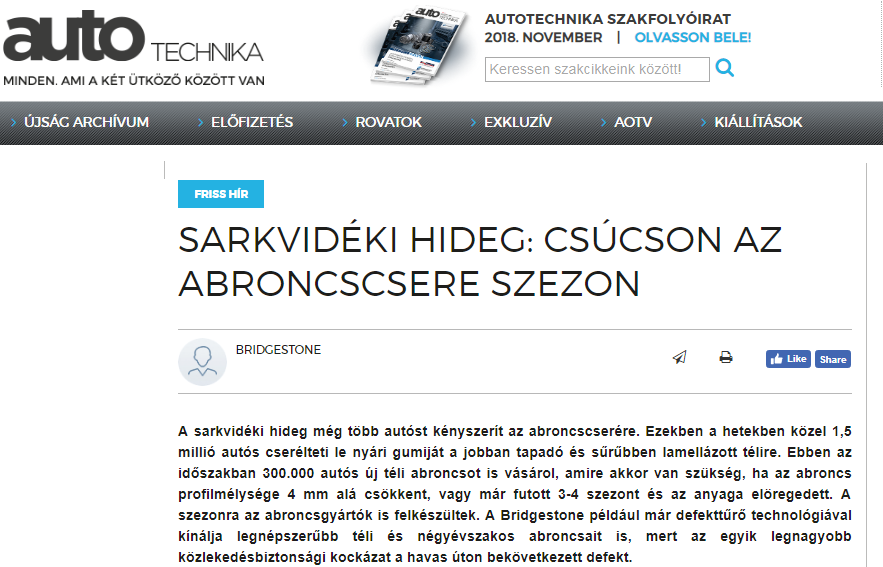 auto TECHNIKA
MINDEN. AMI A KÉT ÜTKÖZŐ KÖZÖTT VAN
auto
TECHNIKA
AUTOTECHNIKA SZAKFOLYÓIRAT
2018. NOVEMBER | OLVASSON BELE!
Keressen szakcikkeink között!
ÚJSÁG ARCHÍVUM
ELŐFIZETÉS
ROVATOK
EXKLUZÍV
AOTV
KIÁLLÍTÁSOK
FRISS HÍR
SARKVIDÉKI HIDEG: CSÚCSON AZ
ABRONCSCSERE SZEZON
BRIDGESTONE
Like
Share
A sarkvidéki hideg még több autóst kényszerít az abroncscserére. Ezekben a hetekben közel 1,5
millió autós cserélteti le nyári gumiját a jobban tapadó és sűrűbben lamellázott télire. Ebben az
időszakban 300.000 autós új téli abroncsot is vásárol, amire akkor van szükség, ha az abroncs
profilmélysége 4 mm alá csökkent, vagy már futott 3-4 szezont és az anyaga elöregedett. A
szezonra az abroncsgyártók is felkészültek. A Bridgestone például már defekttűrő technológiával
kínálja legnépszerűbb téli és négyévszakos abroncsait is, mert az egyik legnagyobb
közlekedésbiztonsági kockázat a havas úton bekövetkezett defekt.